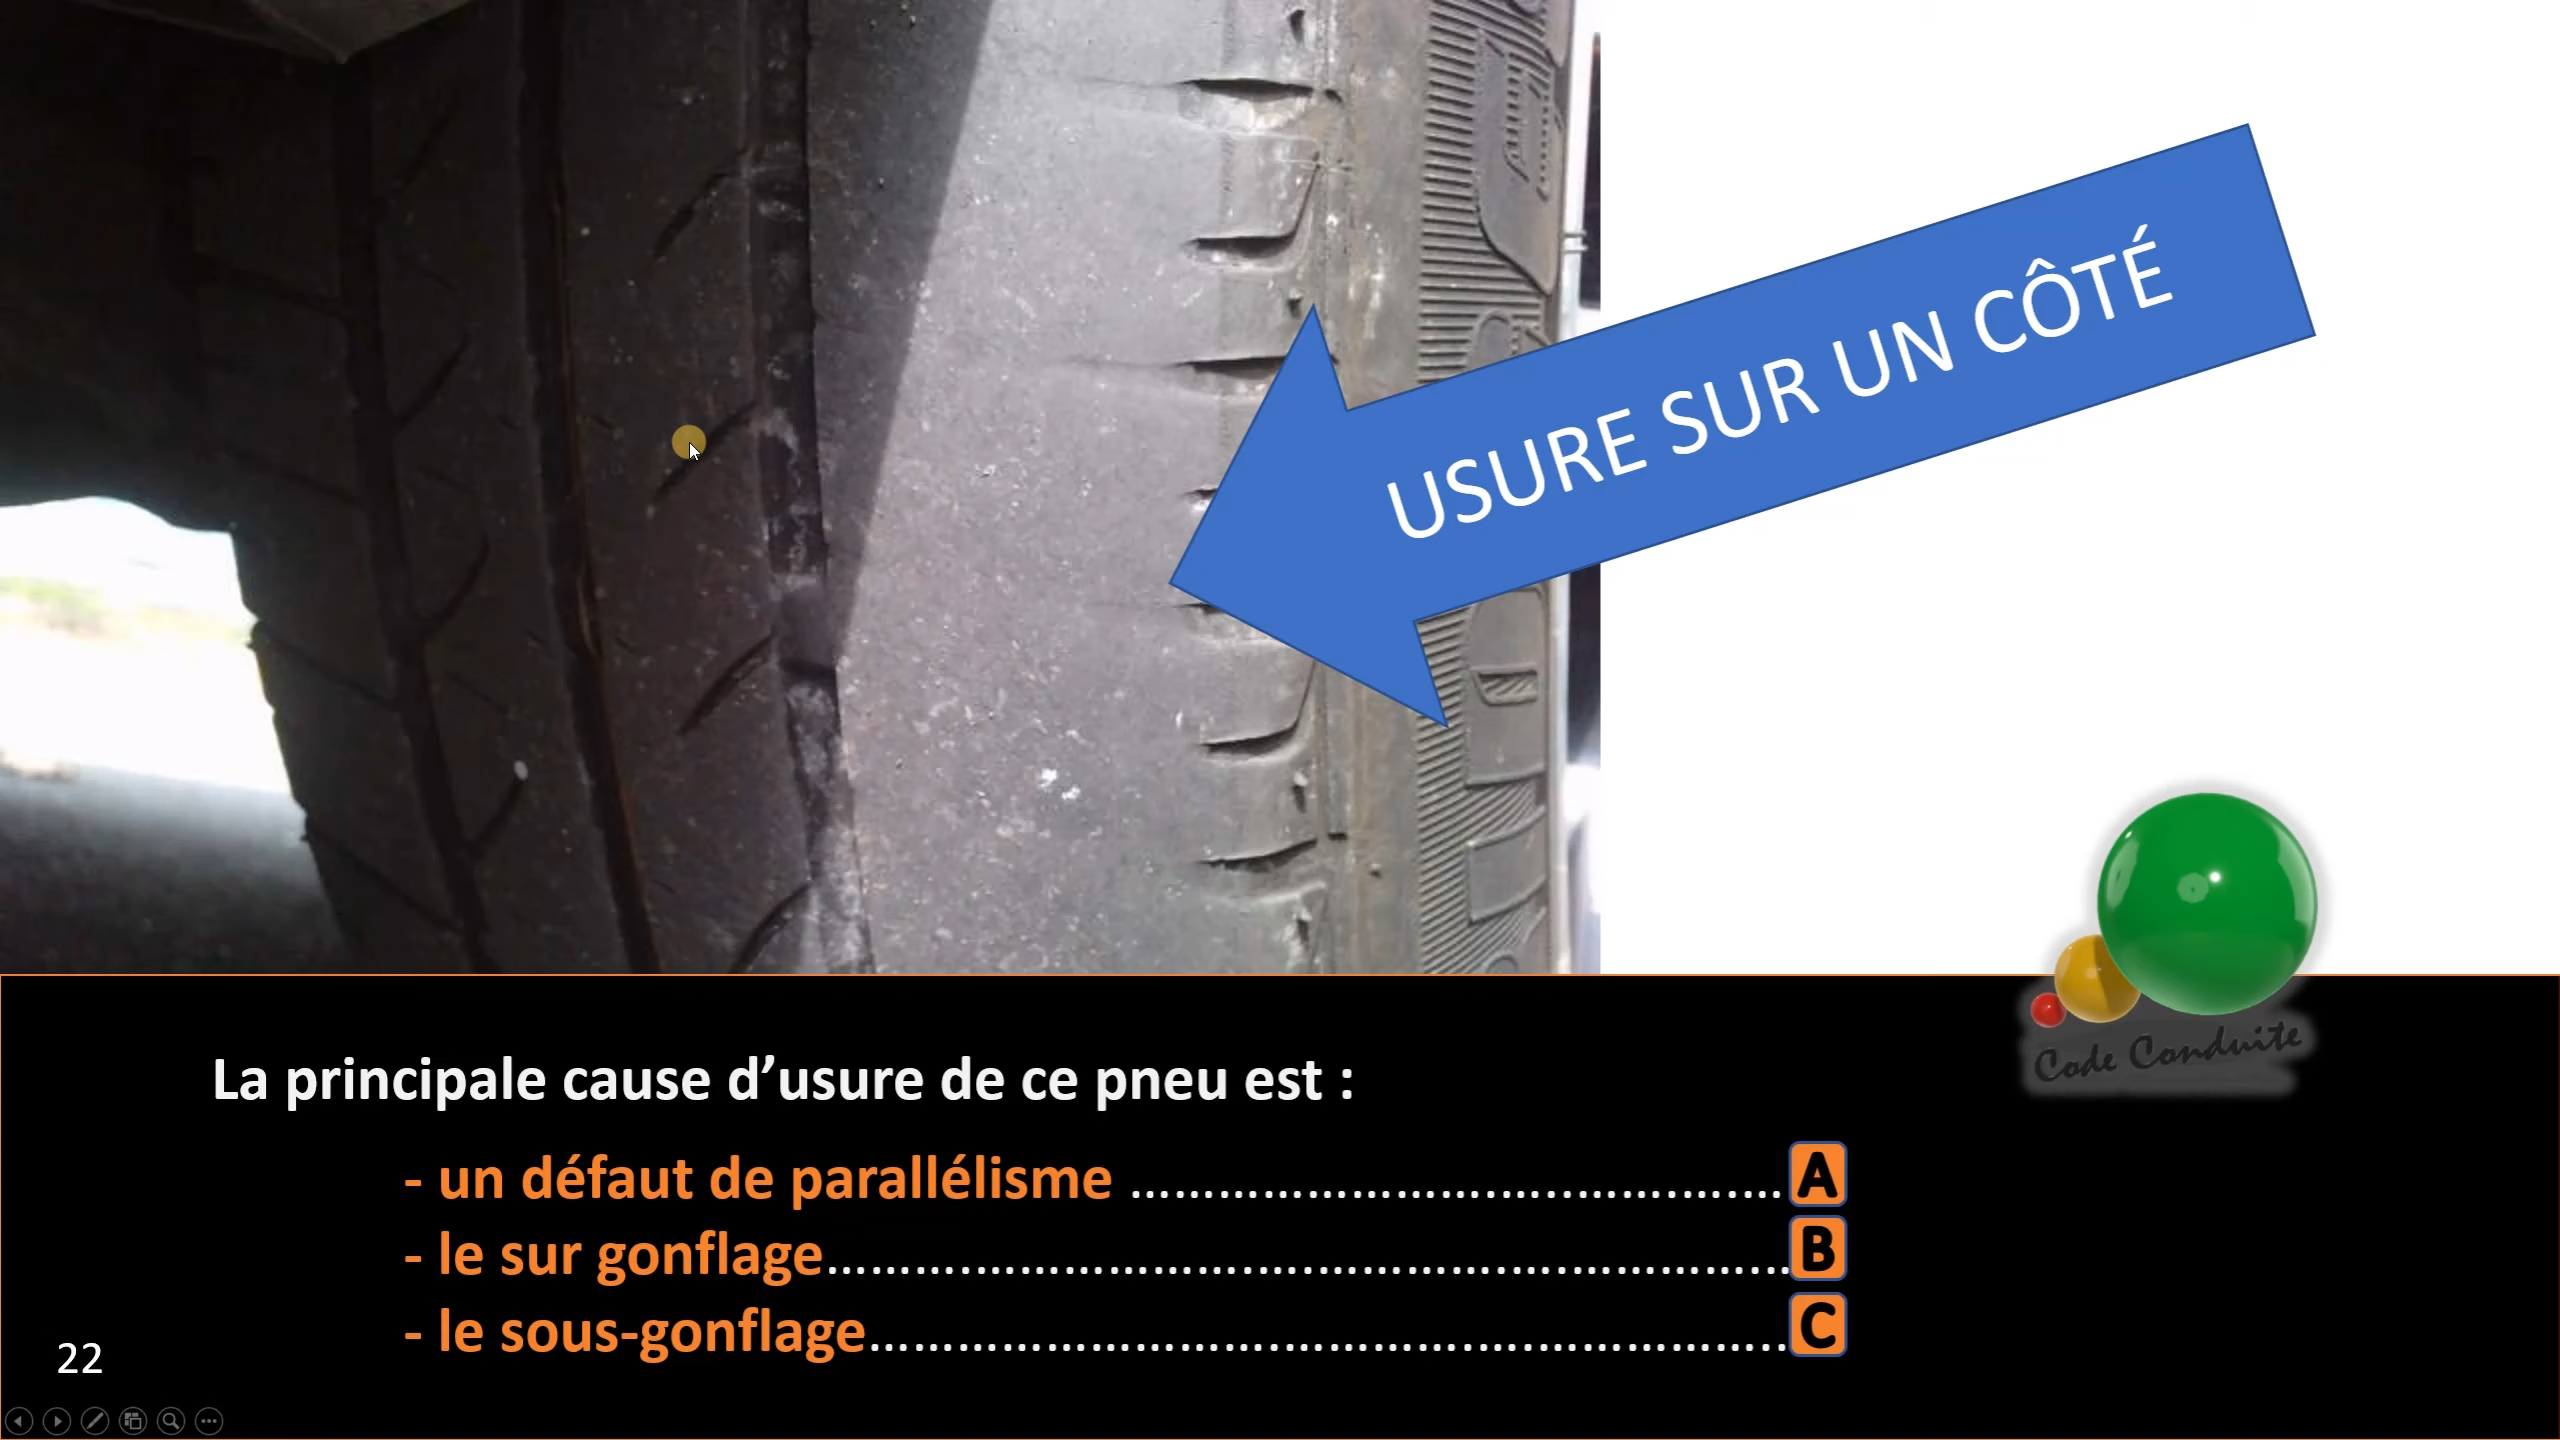 USURE SUR UN CÔTÉ
Code Conduite
La principale cause d’usure de ce pneu est :
- un défaut de parallélisme ................................................ A
- le sur gonflage........................................................................ B
- le sous-gonflage..................................................................... C
22